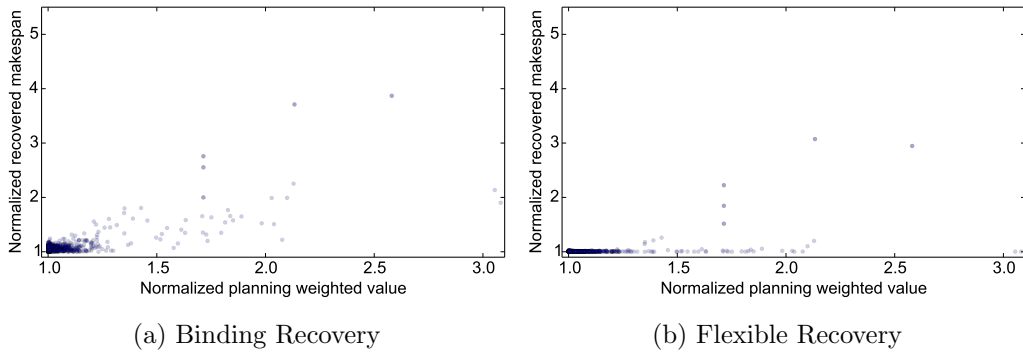 5
4
3
2
1
Normalized recovered makespan
1.0 1.5 2.0 2.5 3.0
Normalized planning weighted value
(a) Binding Recovery
5
4
3
2
1
Normalized recovered makespan
1.0 1.5 2.0 2.5 3.0
Normalized planning weighted value
(b) Flexible Recovery